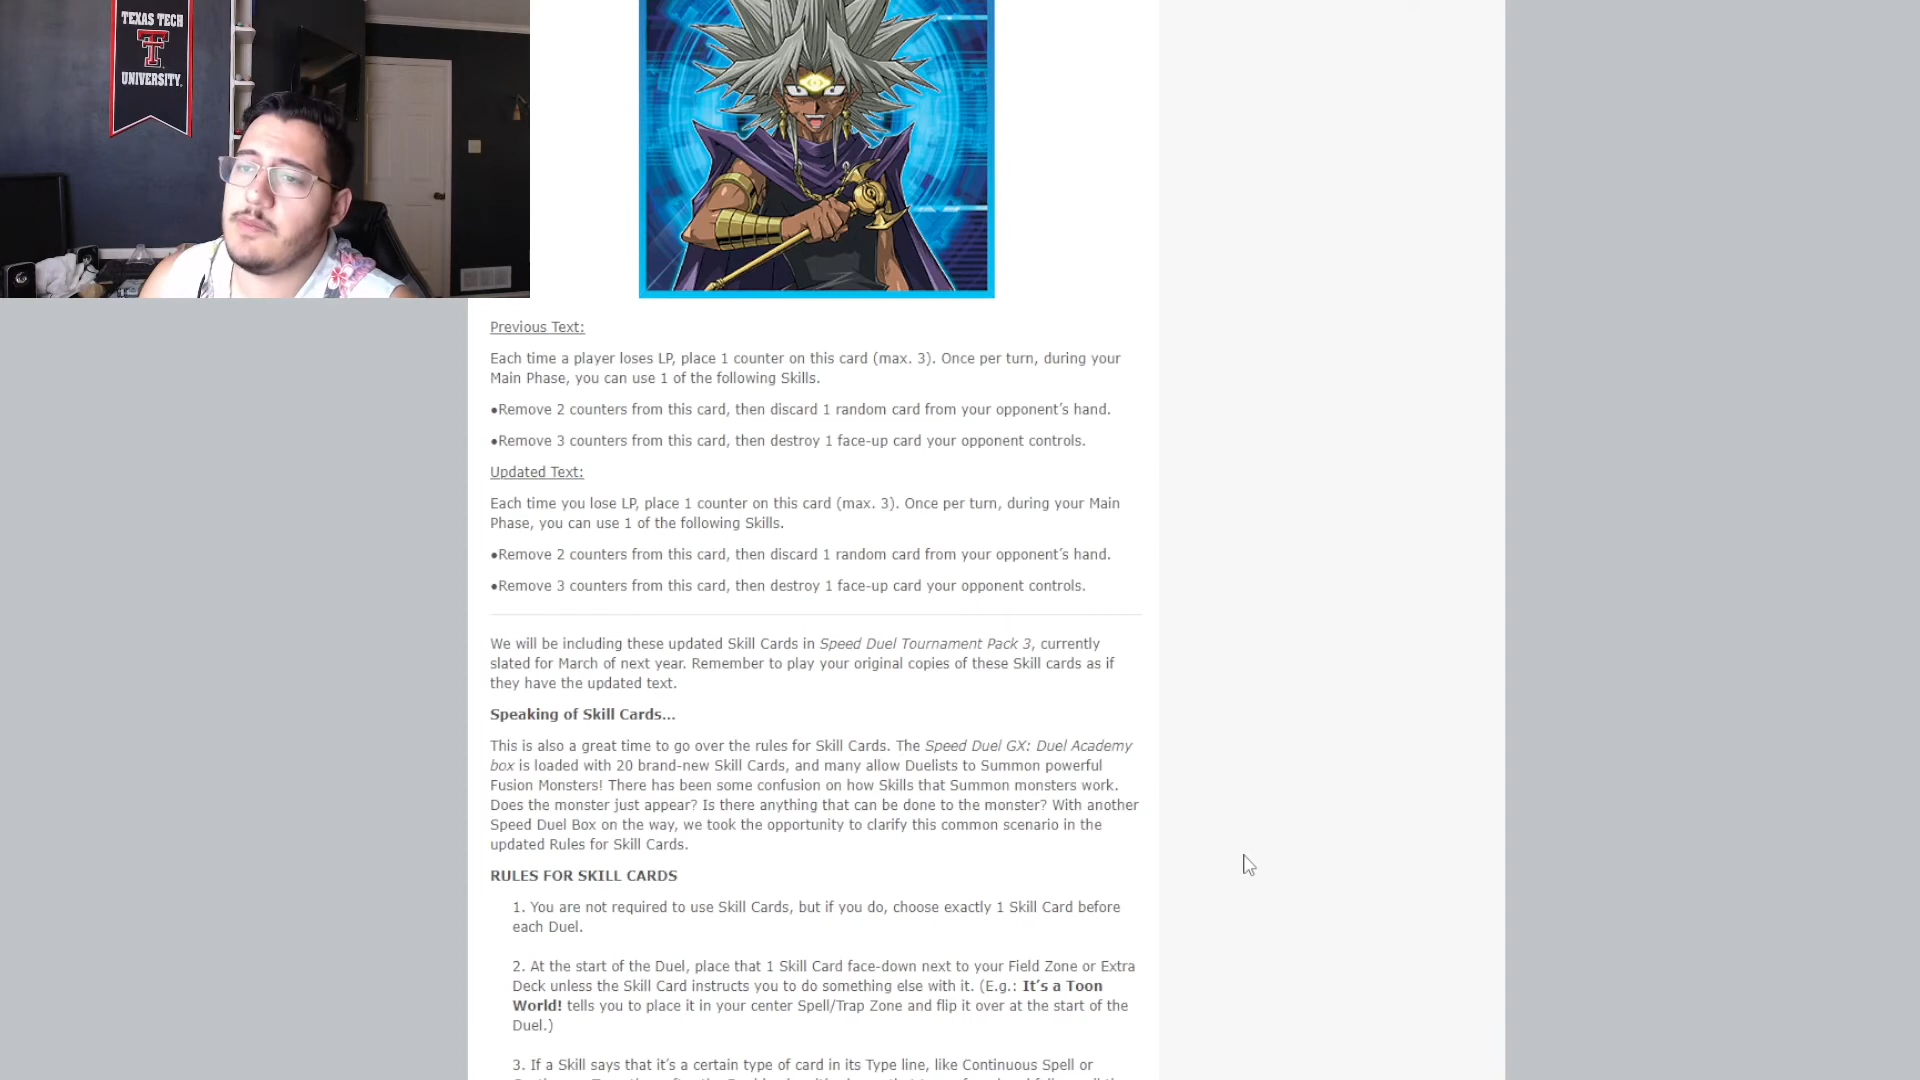 TEXAS TECH
UNIVERSITY.
Previous Text:
Each time a player loses LP, place 1 counter on this card (max. 3). Once per turn, during your
Main Phase, you can use 1 of the following Skills.
●Remove 2 counters from this card, then discard 1 random card from your opponent's hand.
●Remove 3 counters from this card, then destroy 1 face-up card your opponent controls.
Updated Text:
Each time you lose LP, place 1 counter on this card (max. 3). Once per turn, during your Main
Phase, you can use 1 of the following Skills.
●Remove 2 counters from this card, then discard 1 random card from your opponent's hand.
●Remove 3 counters from this card, then destroy 1 face-up card your opponent controls.
We will be including these updated Skill Cards in Speed Duel Tournament Pack 3, currently
slated for March of next year. Remember to play your original copies of these Skill cards as if
they have the updated text.
Speaking of Skill Cards…
This is also a great time to go over the rules for Skill Cards. The Speed Duel GX: Duel Academy
box is loaded with 20 brand-new Skill Cards, and many allow Duelists to Summon powerful
Fusion Monsters! There has been some confusion on how Skills that Summon monsters work.
Does the monster just appear? Is there anything that can be done to the monster? With another
Speed Duel Box on the way, we took the opportunity to clarify this common scenario in the
updated Rules for Skill Cards.
RULES FOR SKILL CARDS
1. You are not required to use Skill Cards, but if you do, choose exactly 1 Skill Card before
each Duel.
2. At the start of the Duel, place that 1 Skill Card face-down next to your Field Zone or Extra
Deck unless the Skill Card instructs you to do something else with it. (E.g.: It's a Toon
World! tells you to place it in your center Spell/Trap Zone and flip it over at the start of the
Duel.)
3. If a Skill says that it's a certain type of card in its Type line, like Continuous Spell or